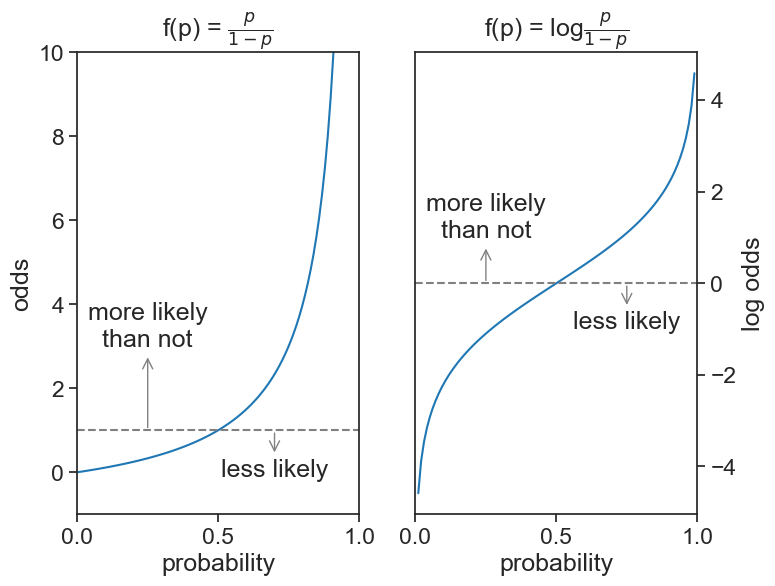 f(p) = p/1 − p
10
8
6
4
2
0
odds
more likely
than not
less likely
0.0
0.5
1.0
probability
f(p) = log p/1 − p
4
2
0
−2
−4
log odds
more likely
than not
less likely
0.0
0.5
1.0
probability